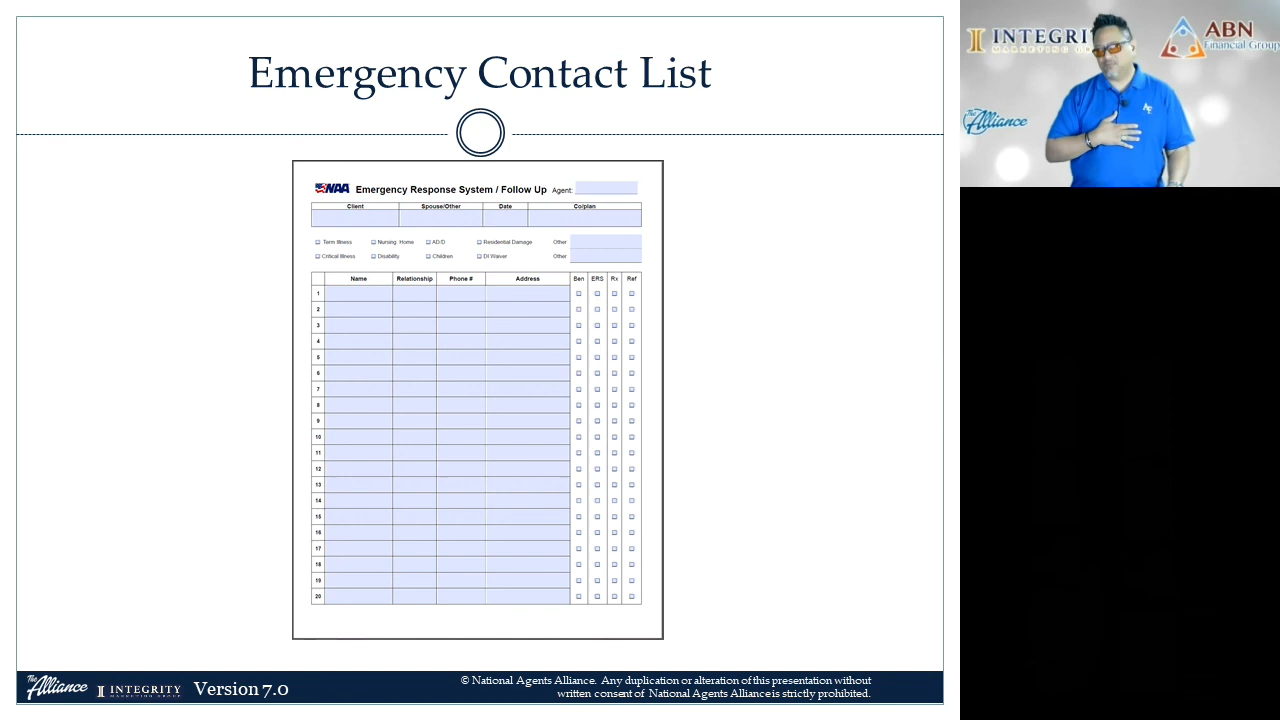 Emergency Contact List
NAA Emergency Response System / Follow Up Agent:
Client Spouse/Other Date Co/plan
Term Illness Nursing Home AD/D Residential Damage Other
Critical Illness Disability Children DI Waiver Other
Name Relationship Phone # Address Ben ERS Rx Ref
1
2
3
4
5
6
7
8
9
10
11
12
13
14
15
16
17
18
19
20
The Alliance INTEGRITY MARKETING GROUP Version 7.0
© National Agents Alliance. Any duplication or alteration of this presentation without
written consent of National Agents Alliance is strictly prohibited.
INTEGRI
ABN
Financial Group
The Alliance